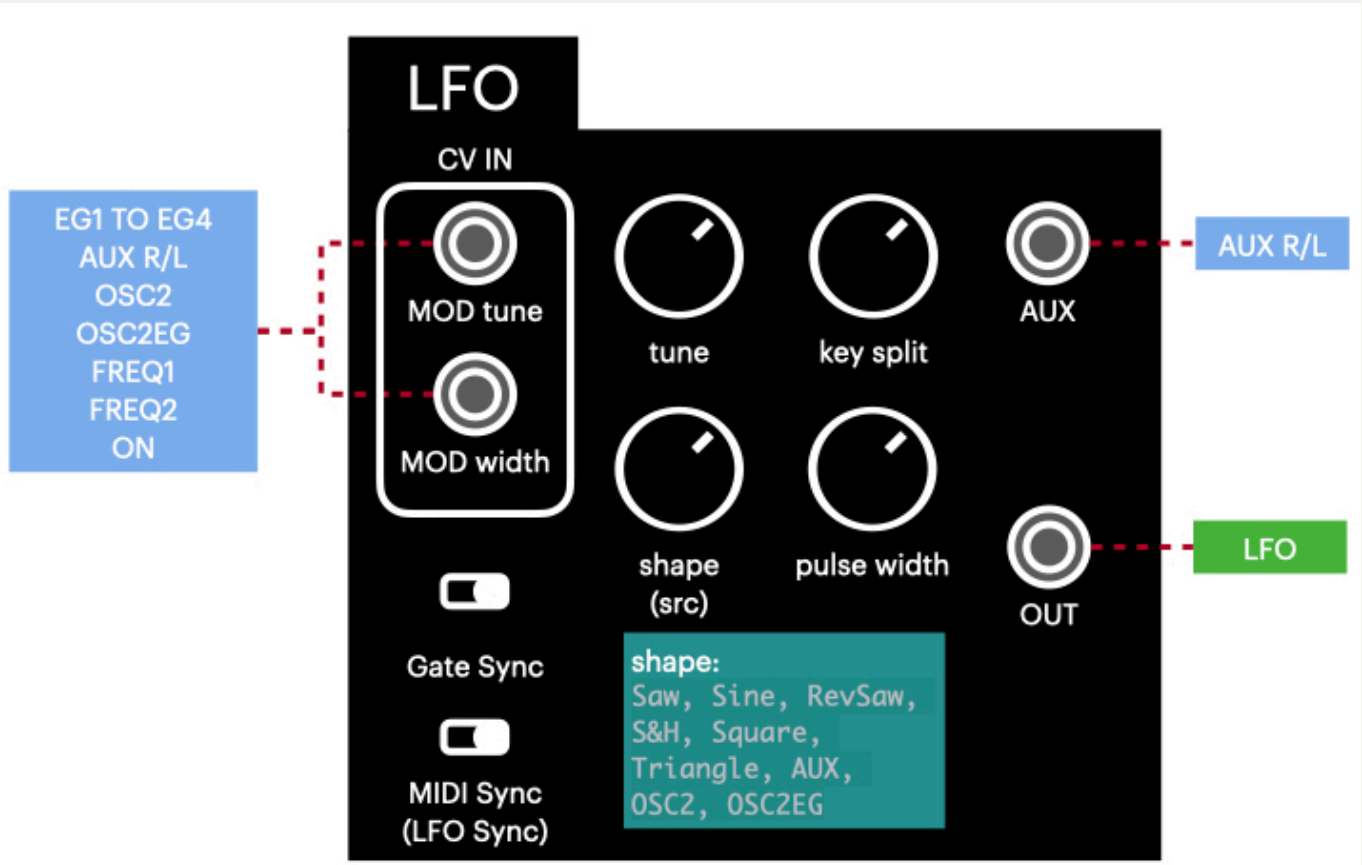 LFO
CV IN
EG1 TO EG4
AUX R/L
OSC2
OSC2EG
FREQ1
FREQ2
ON
MOD tune
MOD width
Gate Sync
MIDI Sync
(LFO Sync)
tune
key split
shape
(src)
pulse width
shape:
Saw, Sine, RevSaw,
S&H, Square,
Triangle, AUX,
OSC2, OSC2EG
AUX
AUX R/L
OUT
LFO